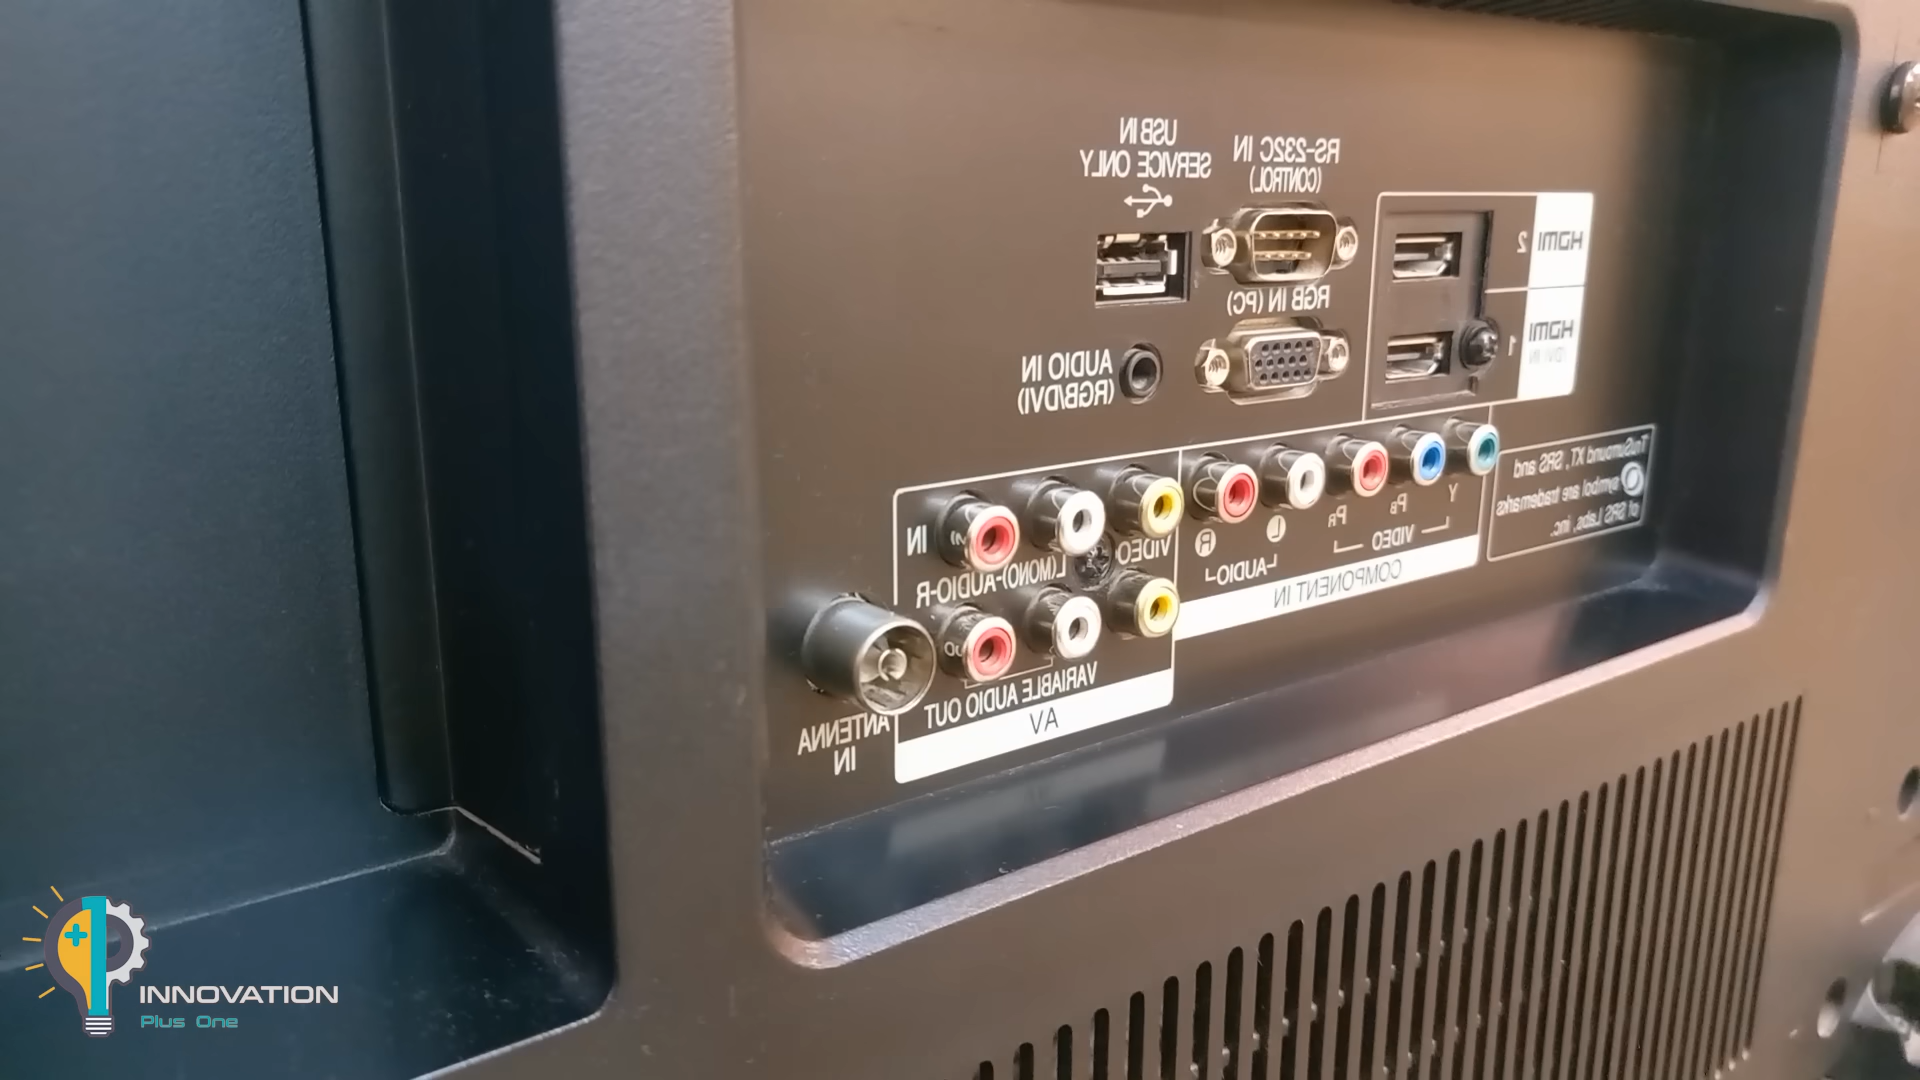 USB IN
SERVICE ONLY
RS-232C IN
(CONTROL)
RGB IN (PC)
AUDIO IN
(RGB/DVI)
HDMI 2
HDMI 1
/DVI IN
TruSurround XT, SRS and
symbol are trademarks
of SRS Labs, inc.
Y PB PR L R
VIDEO
AUDIO
COMPONENT IN
IN
VIDEO
L(MONO)-AUDIO-R
VARIABLE AUDIO OUT
AV
ANTENNA
IN
INNOVATION
Plus One